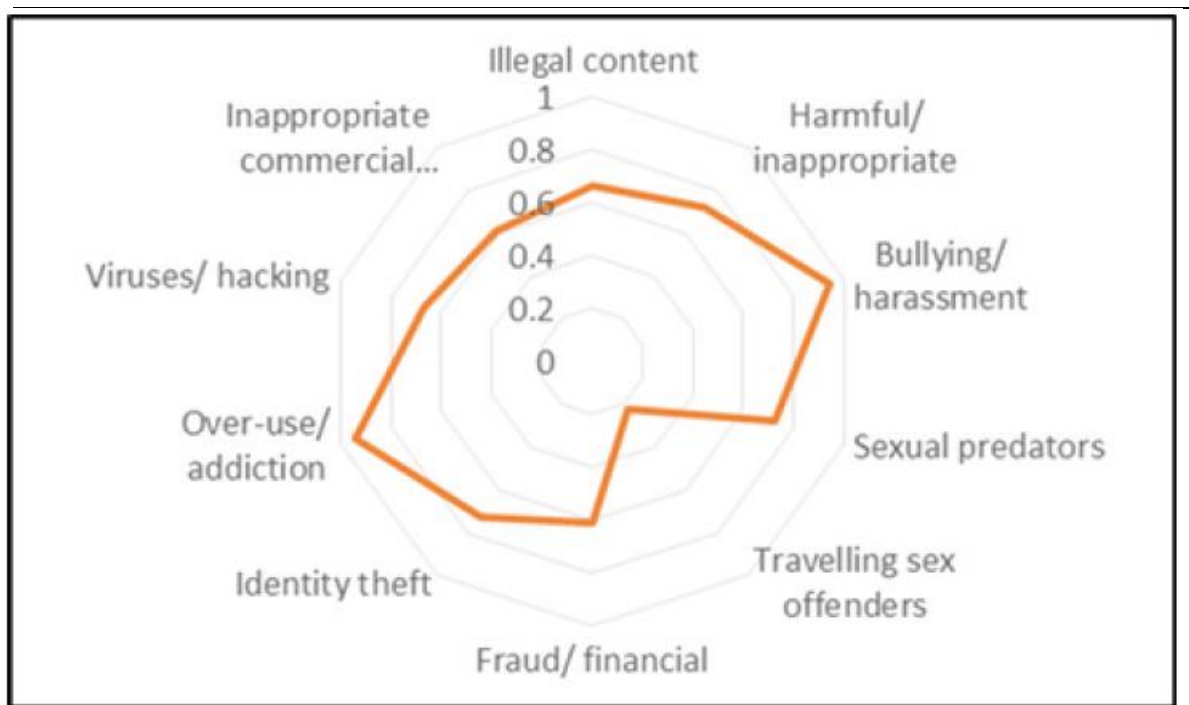 Illegal content
1
0.8
0.6
0.4
0.2
0
Harmful/
inappropriate
Bullying/
harassment
Sexual predators
Travelling sex
offenders
Fraud/ financial
Identity theft
Over-use/
addiction
Viruses/ hacking
Inappropriate
commercial...